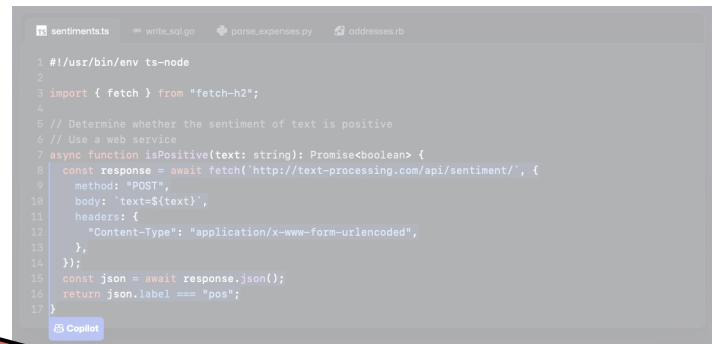 TS sentiments.ts write_sql.go parse_expenses.py addresses.rb
1 #!/usr/bin/env ts-node
2
3 import { fetch } from "fetch-h2";
4
5 // Determine whether the sentiment of text is positive
6 // Use a web service
7 async function isPositive(text: string): Promise<boolean> {
8   const response = await fetch(`http://text-processing.com/api/sentiment/`, {
9     method: "POST",
10     body: `text=${text}`,
11     headers: {
12       "Content-Type": "application/x-www-form-urlencoded",
13     },
14   });
15   const json = await response.json();
16   return json.label === "pos";
17 }
Copilot